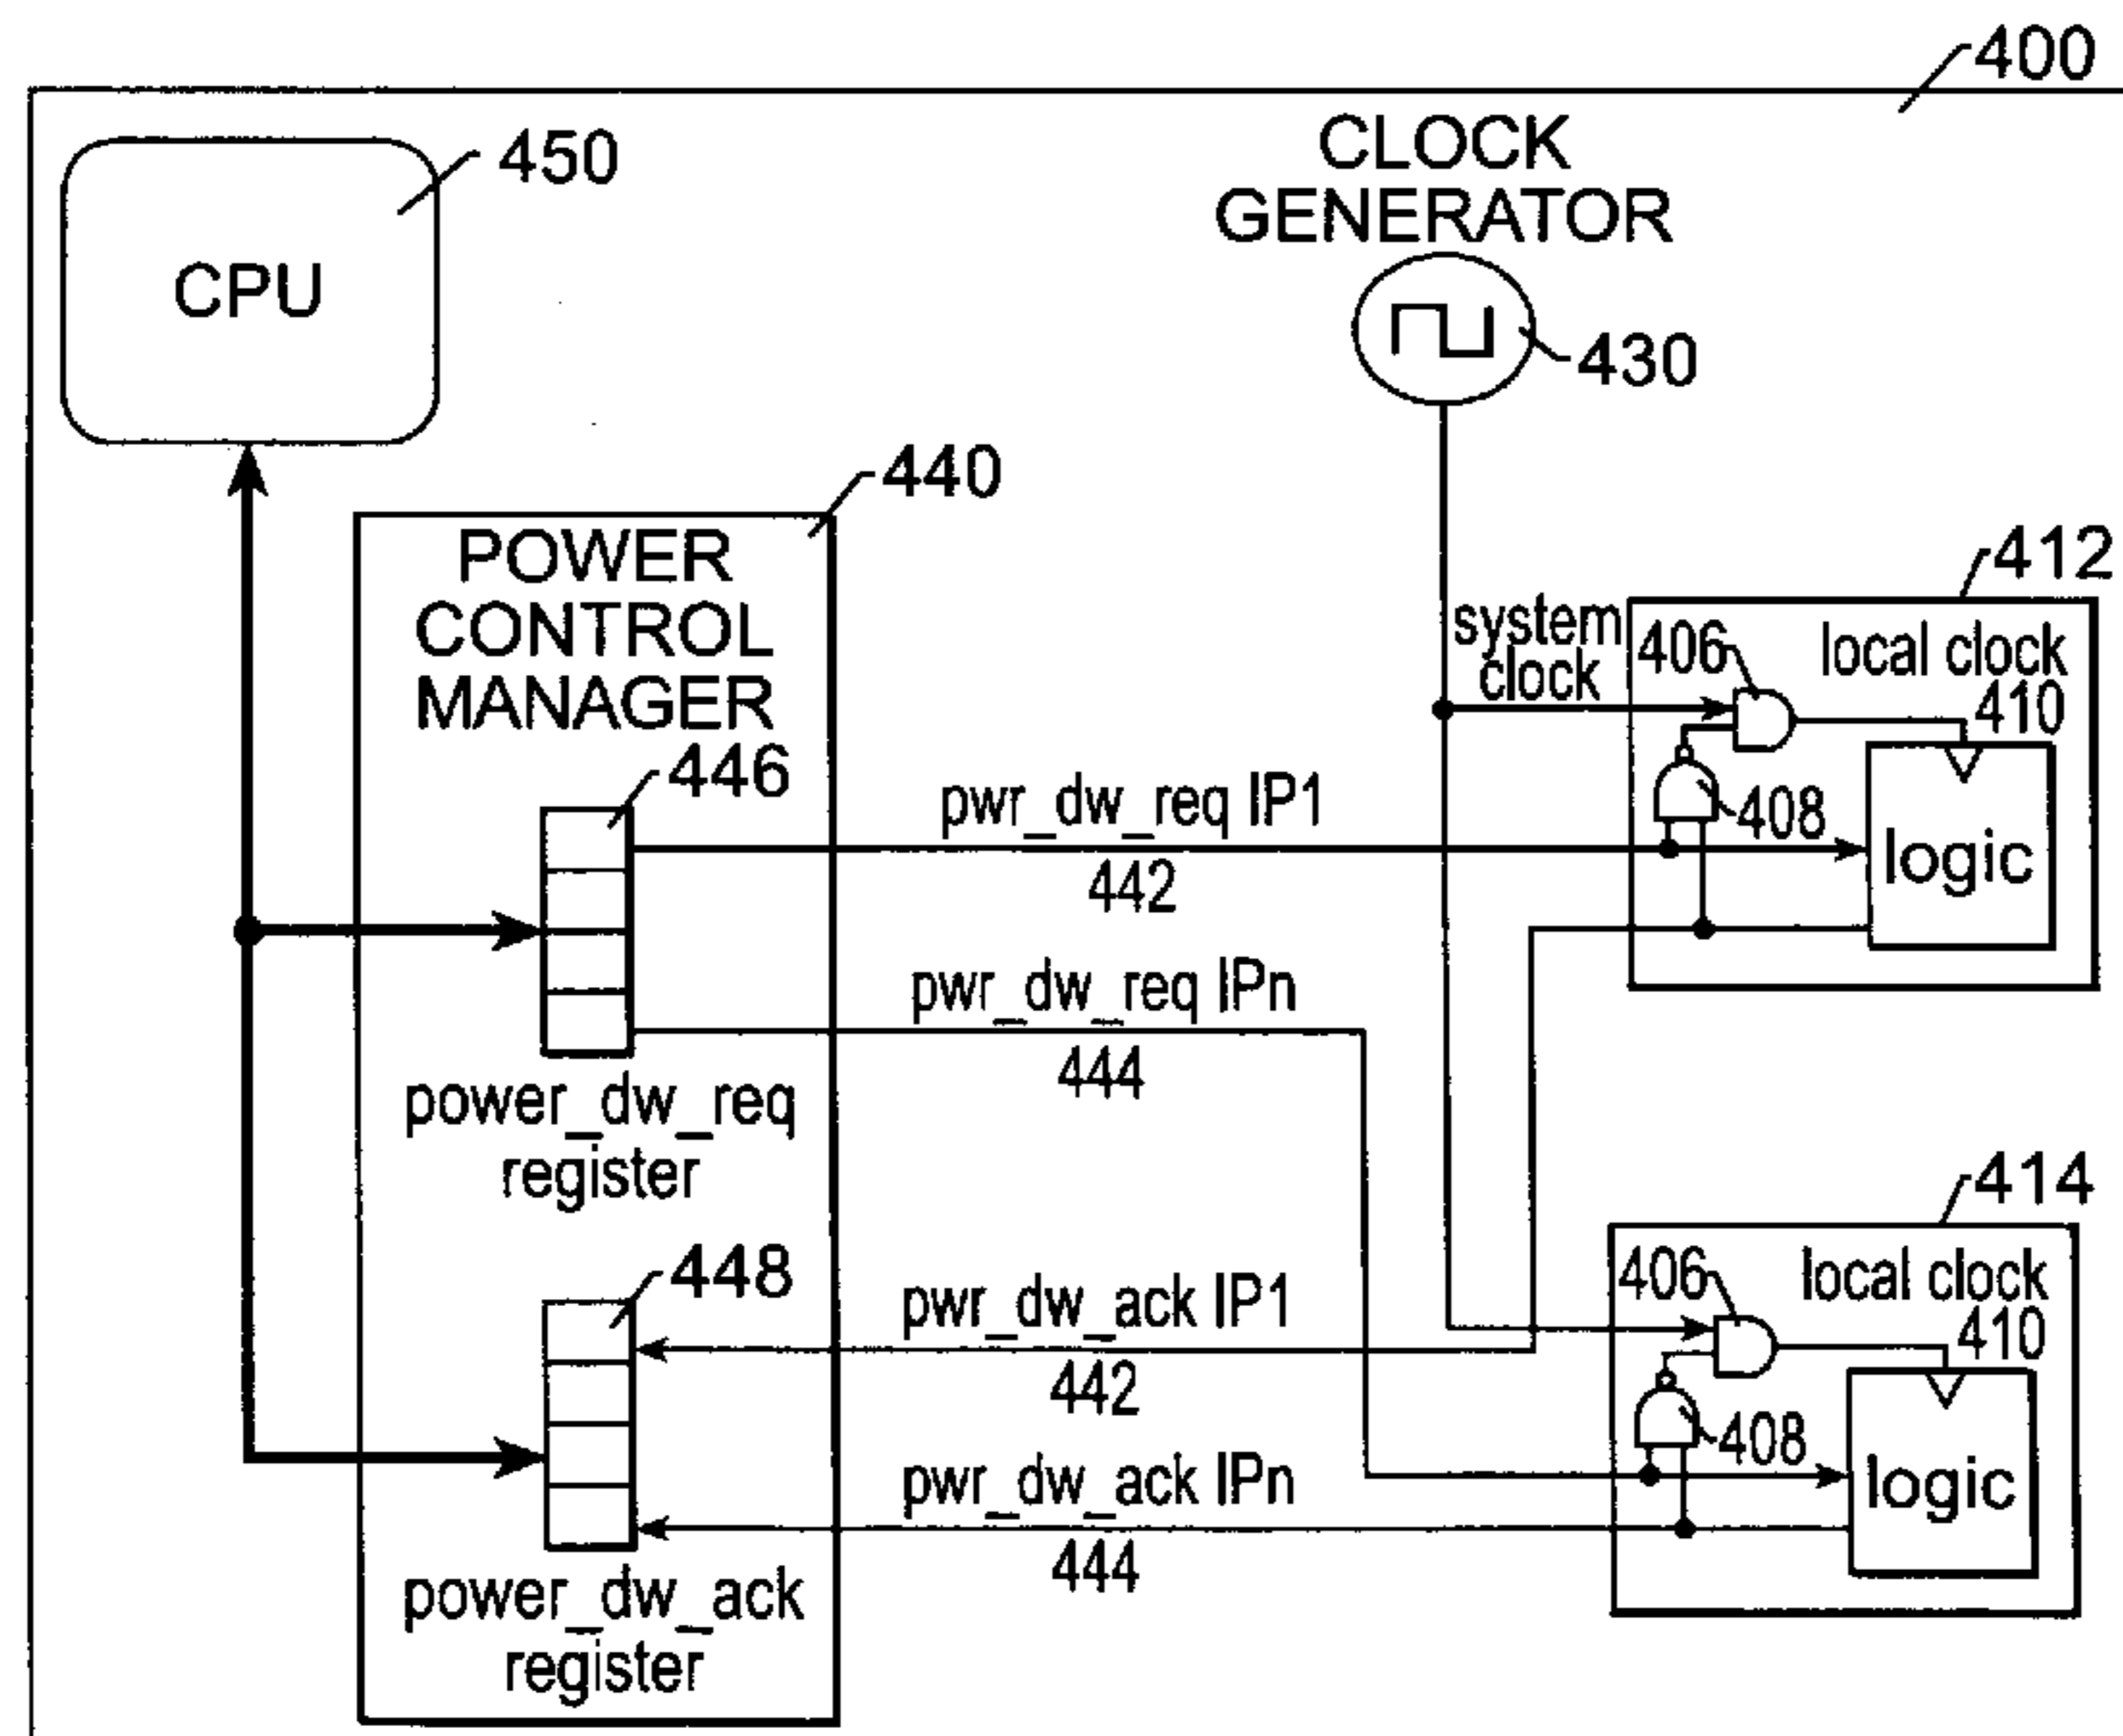 400
450
CPU
CLOCK
GENERATOR
430
440
POWER
CONTROL
MANAGER
446
pwr_dw_req IP1
442
pwr_dw_req IPn
444
power_dw_req
register
448
pwr_dw_ack IP1
442
pwr_dw_ack IPn
444
power_dw_ack
register
system
clock
412
406
local clock
410
408
logic
414
406
local clock
410
408
logic